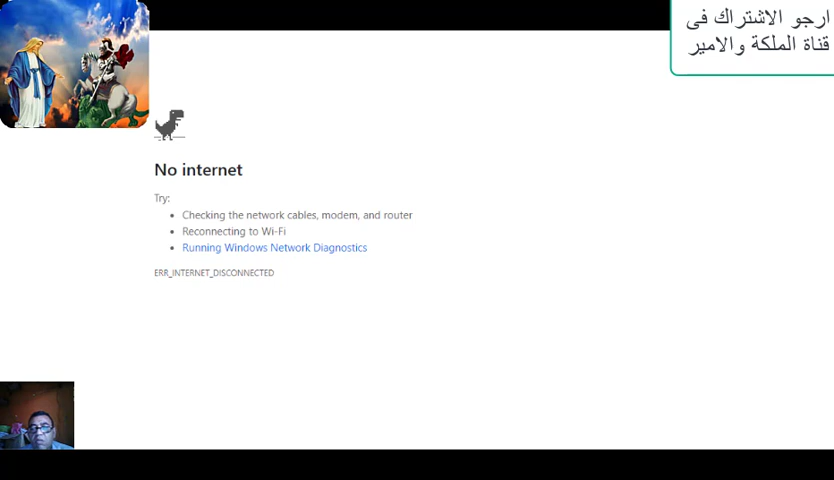 ارجو الاشتراك فى
قناة الملكة والامير
No internet
Try:
Checking the network cables, modem, and router
Reconnecting to Wi-Fi
Running Windows Network Diagnostics
ERR_INTERNET_DISCONNECTED